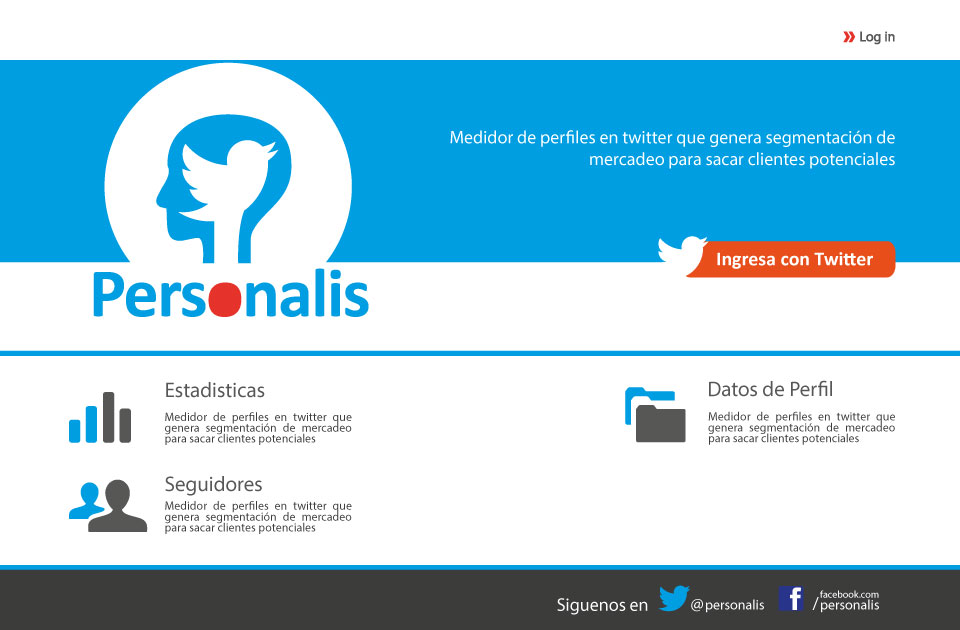 Log in
Medidor de perfiles en twitter que genera segmentación de
mercadeo para sacar clientes potenciales
Ingresa con Twitter
Personalis
Estadisticas
Medidor de perfiles en twitter que
genera segmentación de mercadeo
para sacar clientes potenciales
Datos de Perfil
Medidor de perfiles en twitter que
genera segmentación de mercadeo
para sacar clientes potenciales
Seguidores
Medidor de perfiles en twitter que
genera segmentación de mercadeo
para sacar clientes potenciales
Siguenos en @personalis
facebook.com
/personalis